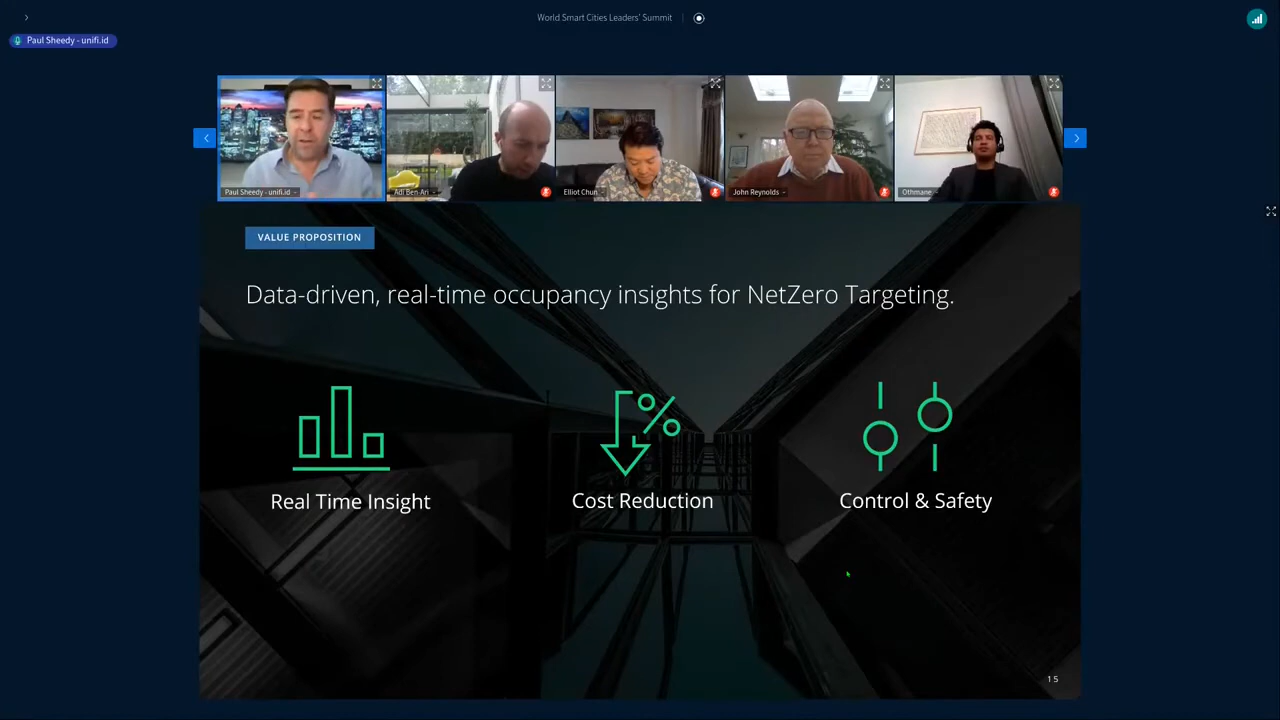 World Smart Cities Leaders' Summit
Paul Sheedy - unifi.id
Paul Sheedy - unifi.id
Adi Ben-Ari
Elliot Chun
John Reynolds
Othmane
VALUE PROPOSITION
Data-driven, real-time occupancy insights for NetZero Targeting.
Real Time Insight
Cost Reduction
Control & Safety
15